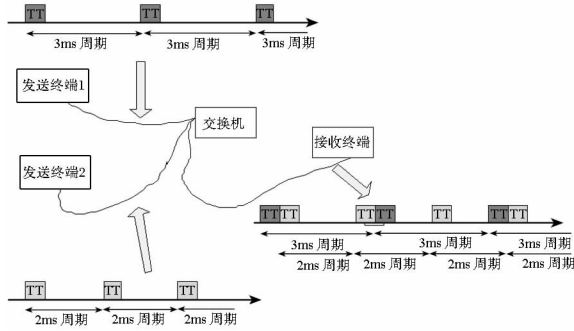 TT TT TT
3ms 周期 3ms 周期 3ms 周期
发送终端1
交换机
接收终端
发送终端2
TT TT TT TT TT TT TT
3ms 周期 3ms 周期 3ms 周期
2ms 周期 2ms 周期 2ms 周期 2ms 周期
TT TT TT
2ms 周期 2ms 周期 2ms 周期